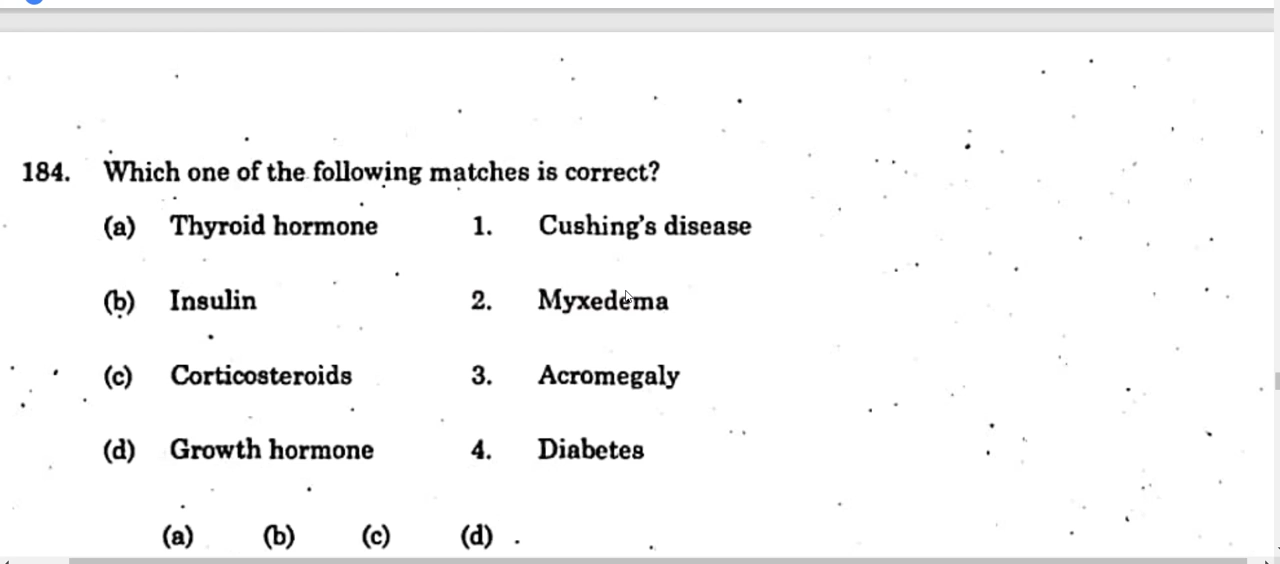 184. Which one of the following matches is correct?
(a) Thyroid hormone 1. Cushing's disease
(b) Insulin 2. Myxedema
(c) Corticosteroids 3. Acromegaly
(d) Growth hormone 4. Diabetes
(a) (b) (c) (d)